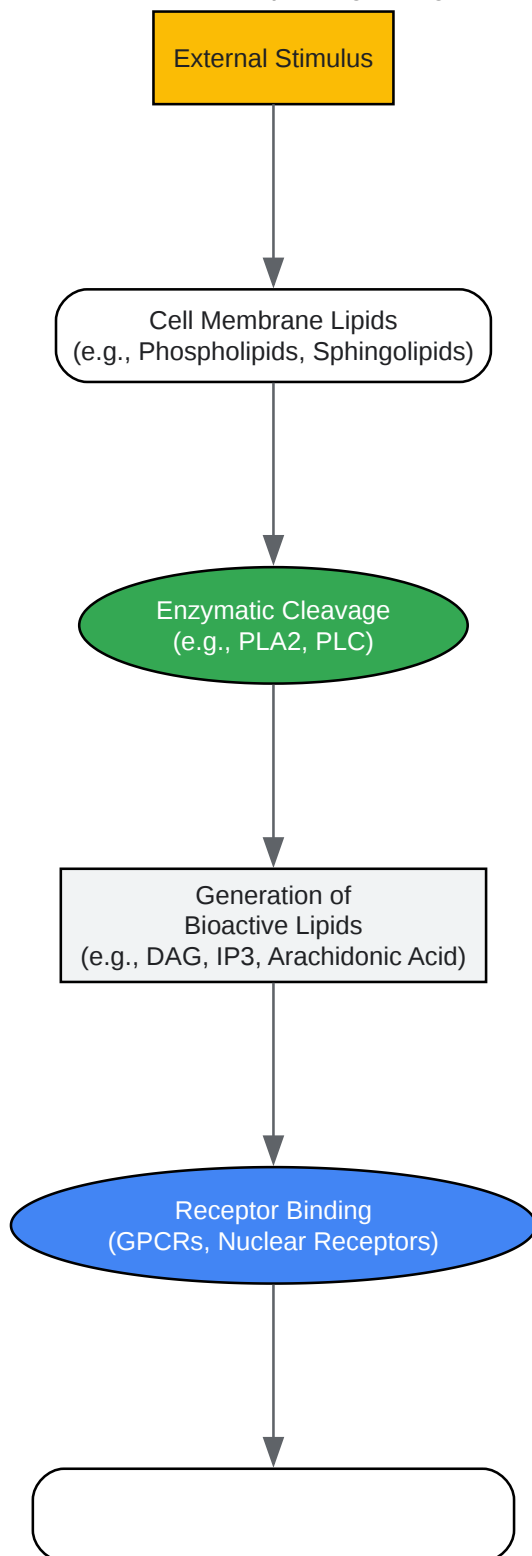 External Stimulus
Cell Membrane Lipids
(e.g., Phospholipids, Sphingolipids)
Enzymatic Cleavage
(e.g., PLA2, PLC)
Generation of
Bioactive Lipids
(e.g., DAG, IP3, Arachidonic Acid)
Receptor Binding
(GPCRs, Nuclear Receptors)